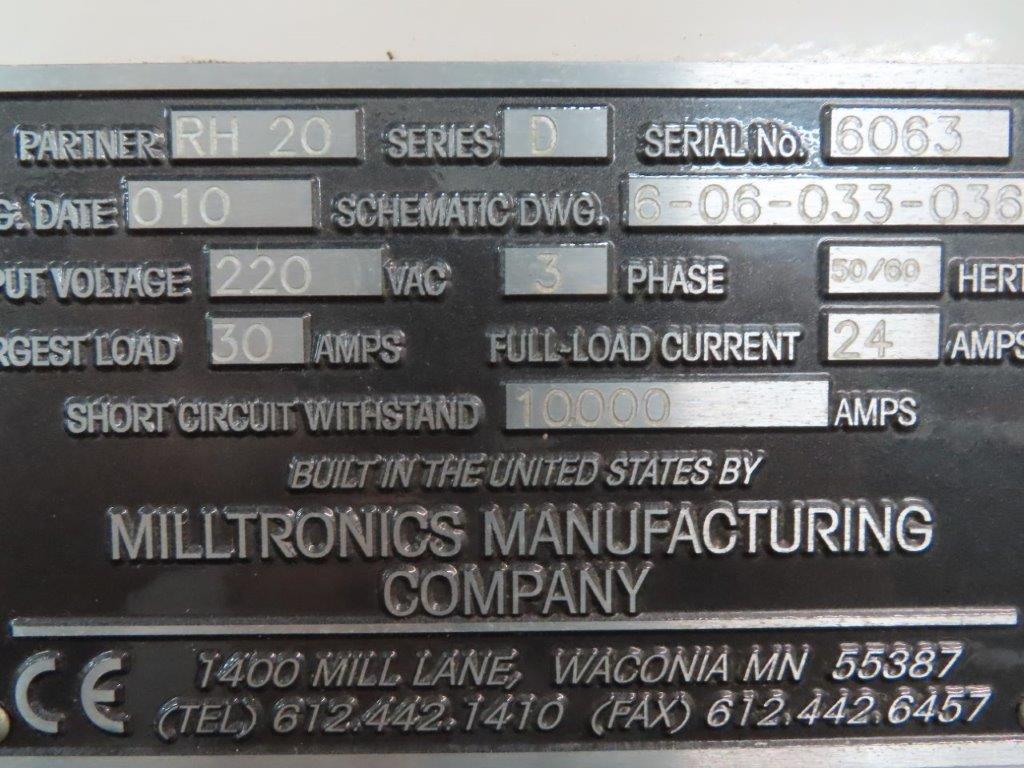 PARTNER RH 20 SERIES D SERIAL No. 6063
G. DATE 010 SCHEMATIC DWG. 6-06-033-036
PUT VOLTAGE 220 VAC 3 PHASE 50/60 HERT
RGEST LOAD 30 AMPS FULL-LOAD CURRENT 24 AMPS
SHORT CIRCUIT WITHSTAND 10000 AMPS
BUILT IN THE UNITED STATES BY
MILLTRONICS MANUFACTURING
COMPANY
CE 1400 MILL LANE, WACONIA MN 55387
(TEL) 612.442.1410 (FAX) 612.442.6457